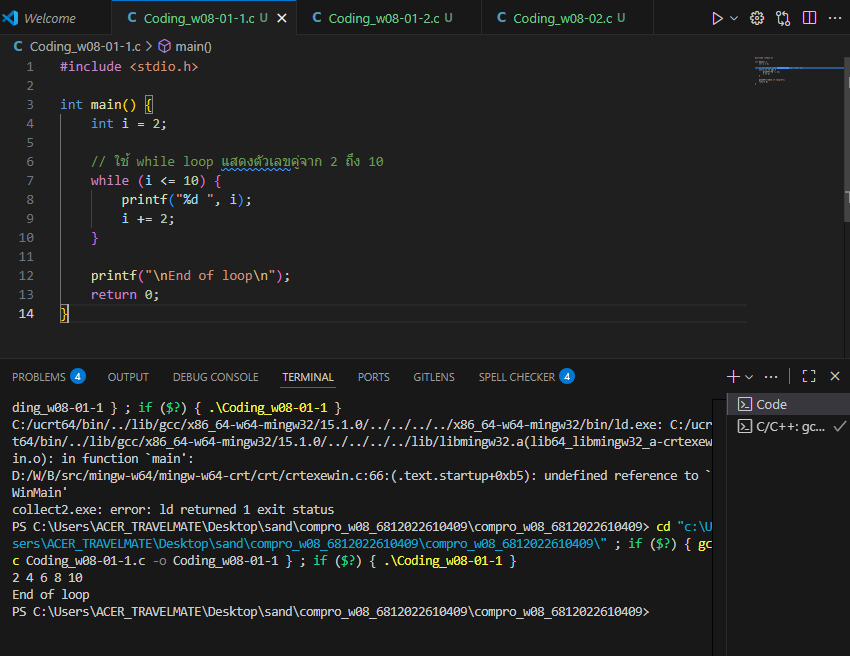 Welcome
C Coding_w08-01-1.c U
C Coding_w08-01-2.c U
C Coding_w08-02.c U
C Coding_w08-01-1.c > main()
1 #include <stdio.h>
2
3 int main() {
4 int i = 2;
5
6 // ใช้ while loop แสดงตัวเลขคู่จาก 2 ถึง 10
7 while (i <= 10) {
8 printf("%d ", i);
9 i += 2;
10 }
11
12 printf("\nEnd of loop\n");
13 return 0;
14 }
PROBLEMS 4 OUTPUT DEBUG CONSOLE TERMINAL PORTS GITLENS SPELL CHECKER 4
ding_w08-01-1 } ; if ($?) { .\Coding_w08-01-1 }
C:/ucrt64/bin/../lib/gcc/x86_64-w64-mingw32/15.1.0/../../../../x86_64-w64-mingw32/bin/ld.exe: C:/ucr
t64/bin/../lib/gcc/x86_64-w64-mingw32/15.1.0/../../../../lib/libmingw32.a(lib64_libmingw32_a-crtexew
in.o): in function `main':
D:/W/B/src/mingw-w64/mingw-w64-crt/crt/crtexewin.c:66:(.text.startup+0xb5): undefined reference to `
WinMain'
collect2.exe: error: ld returned 1 exit status
PS C:\Users\ACER_TRAVELMATE\Desktop\sand\compro_w08_6812022610409\compro_w08_6812022610409> cd "c:\U
sers\ACER_TRAVELMATE\Desktop\sand\compro_w08_6812022610409\compro_w08_6812022610409\" ; if ($?) { gc
c Coding_w08-01-1.c -o Coding_w08-01-1 } ; if ($?) { .\Coding_w08-01-1 }
2 4 6 8 10
End of loop
PS C:\Users\ACER_TRAVELMATE\Desktop\sand\compro_w08_6812022610409\compro_w08_6812022610409>
Code
C/C++: gc...